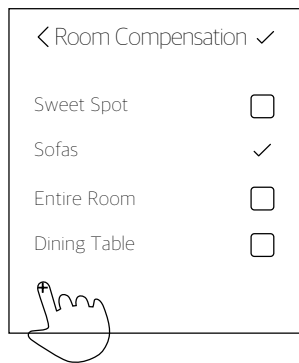 Room Compensation
Sweet Spot
Sofas
Entire Room
Dining Table